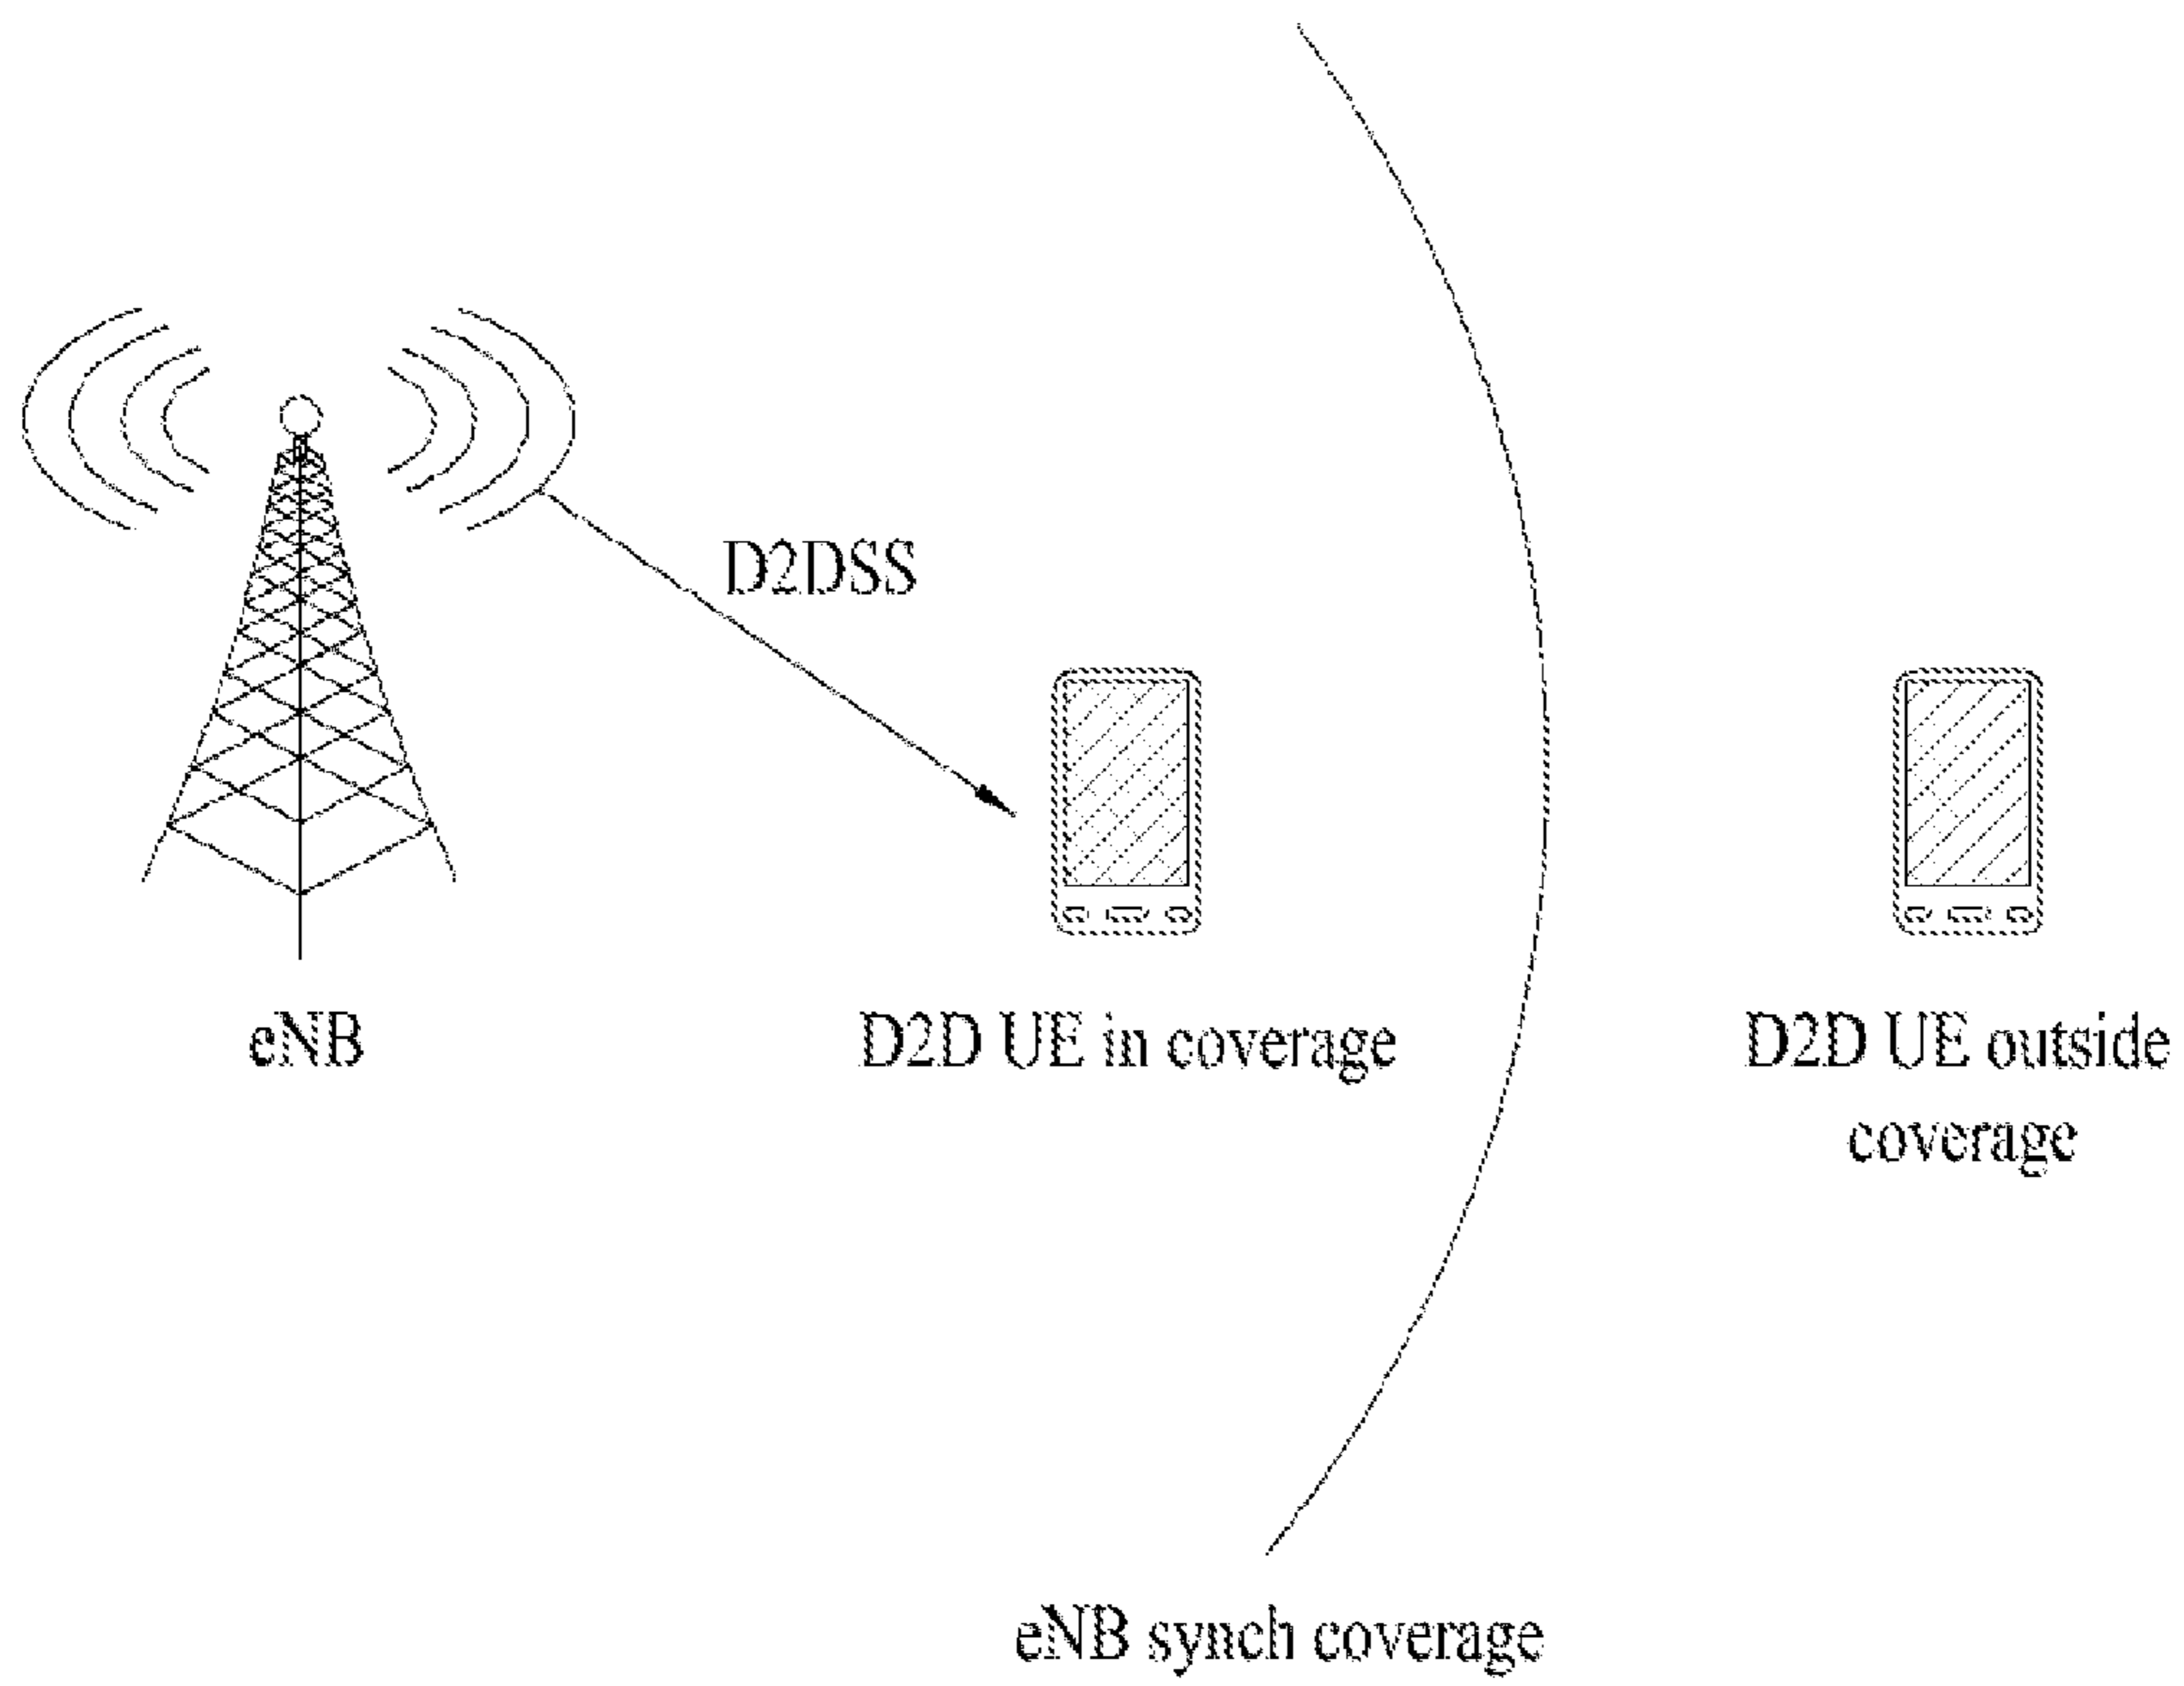 D2DSS
eNB
D2D UE in coverage
D2D UE outside
coverage
eNB synch coverage